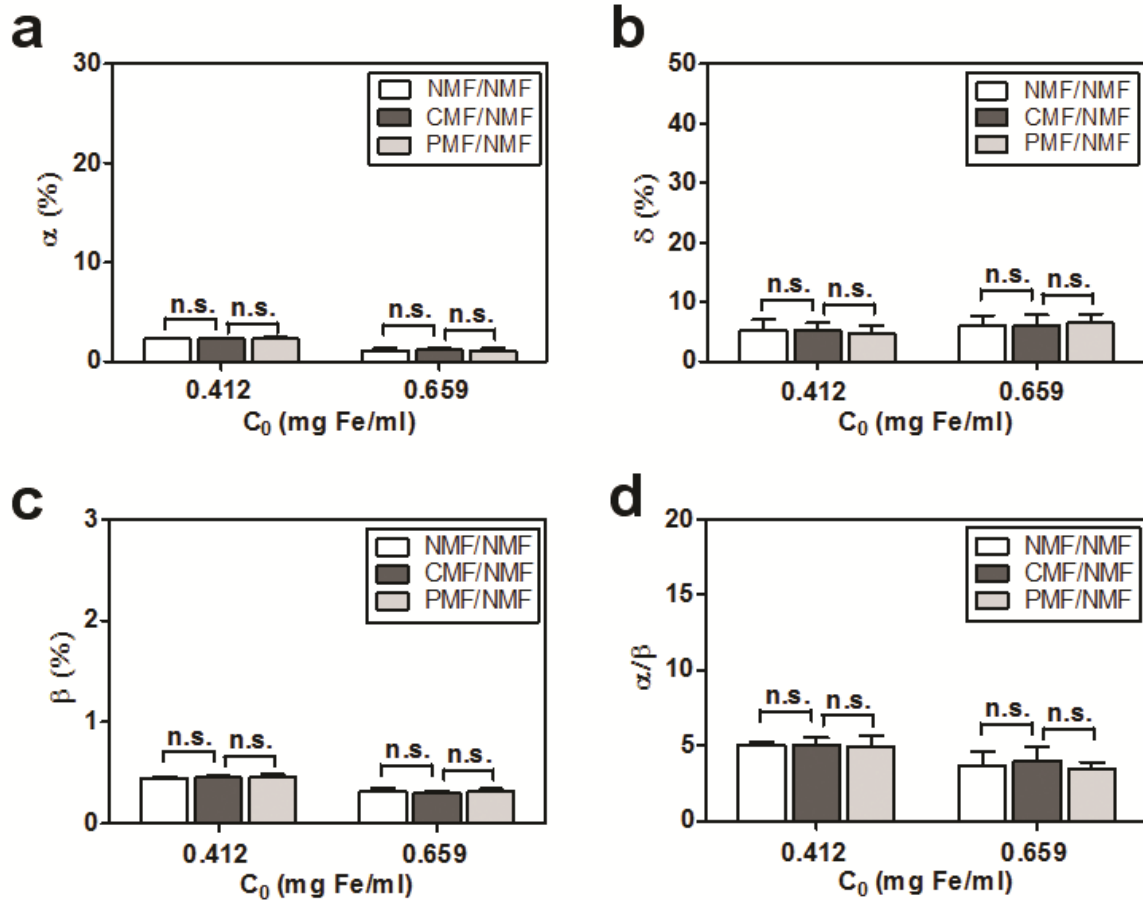 a
30
20
10
0
α (%)
NMF/NMF
CMF/NMF
PMF/NMF
n.s. n.s. n.s. n.s.
0.412 0.659
C₀ (mg Fe/ml)
b
50
40
30
20
10
0
δ (%)
NMF/NMF
CMF/NMF
PMF/NMF
n.s. n.s. n.s. n.s.
0.412 0.659
C₀ (mg Fe/ml)
c
3
2
1
0
β (%)
NMF/NMF
CMF/NMF
PMF/NMF
n.s. n.s. n.s. n.s.
0.412 0.659
C₀ (mg Fe/ml)
d
20
15
10
5
0
α/β
NMF/NMF
CMF/NMF
PMF/NMF
n.s. n.s. n.s. n.s.
0.412 0.659
C₀ (mg Fe/ml)